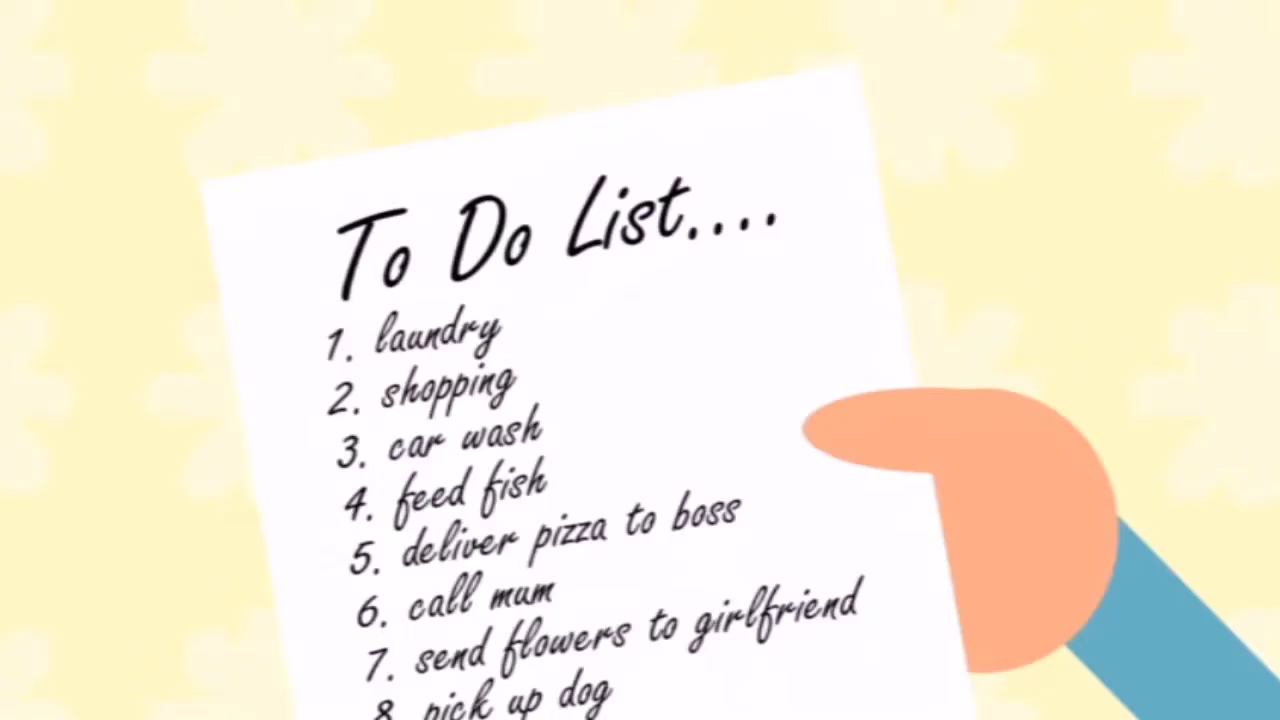 To Do List....
1. laundry
2. shopping
3. car wash
4. feed fish
5. deliver pizza to boss
6. call mum
7. send flowers to girlfriend
8. pick up dog